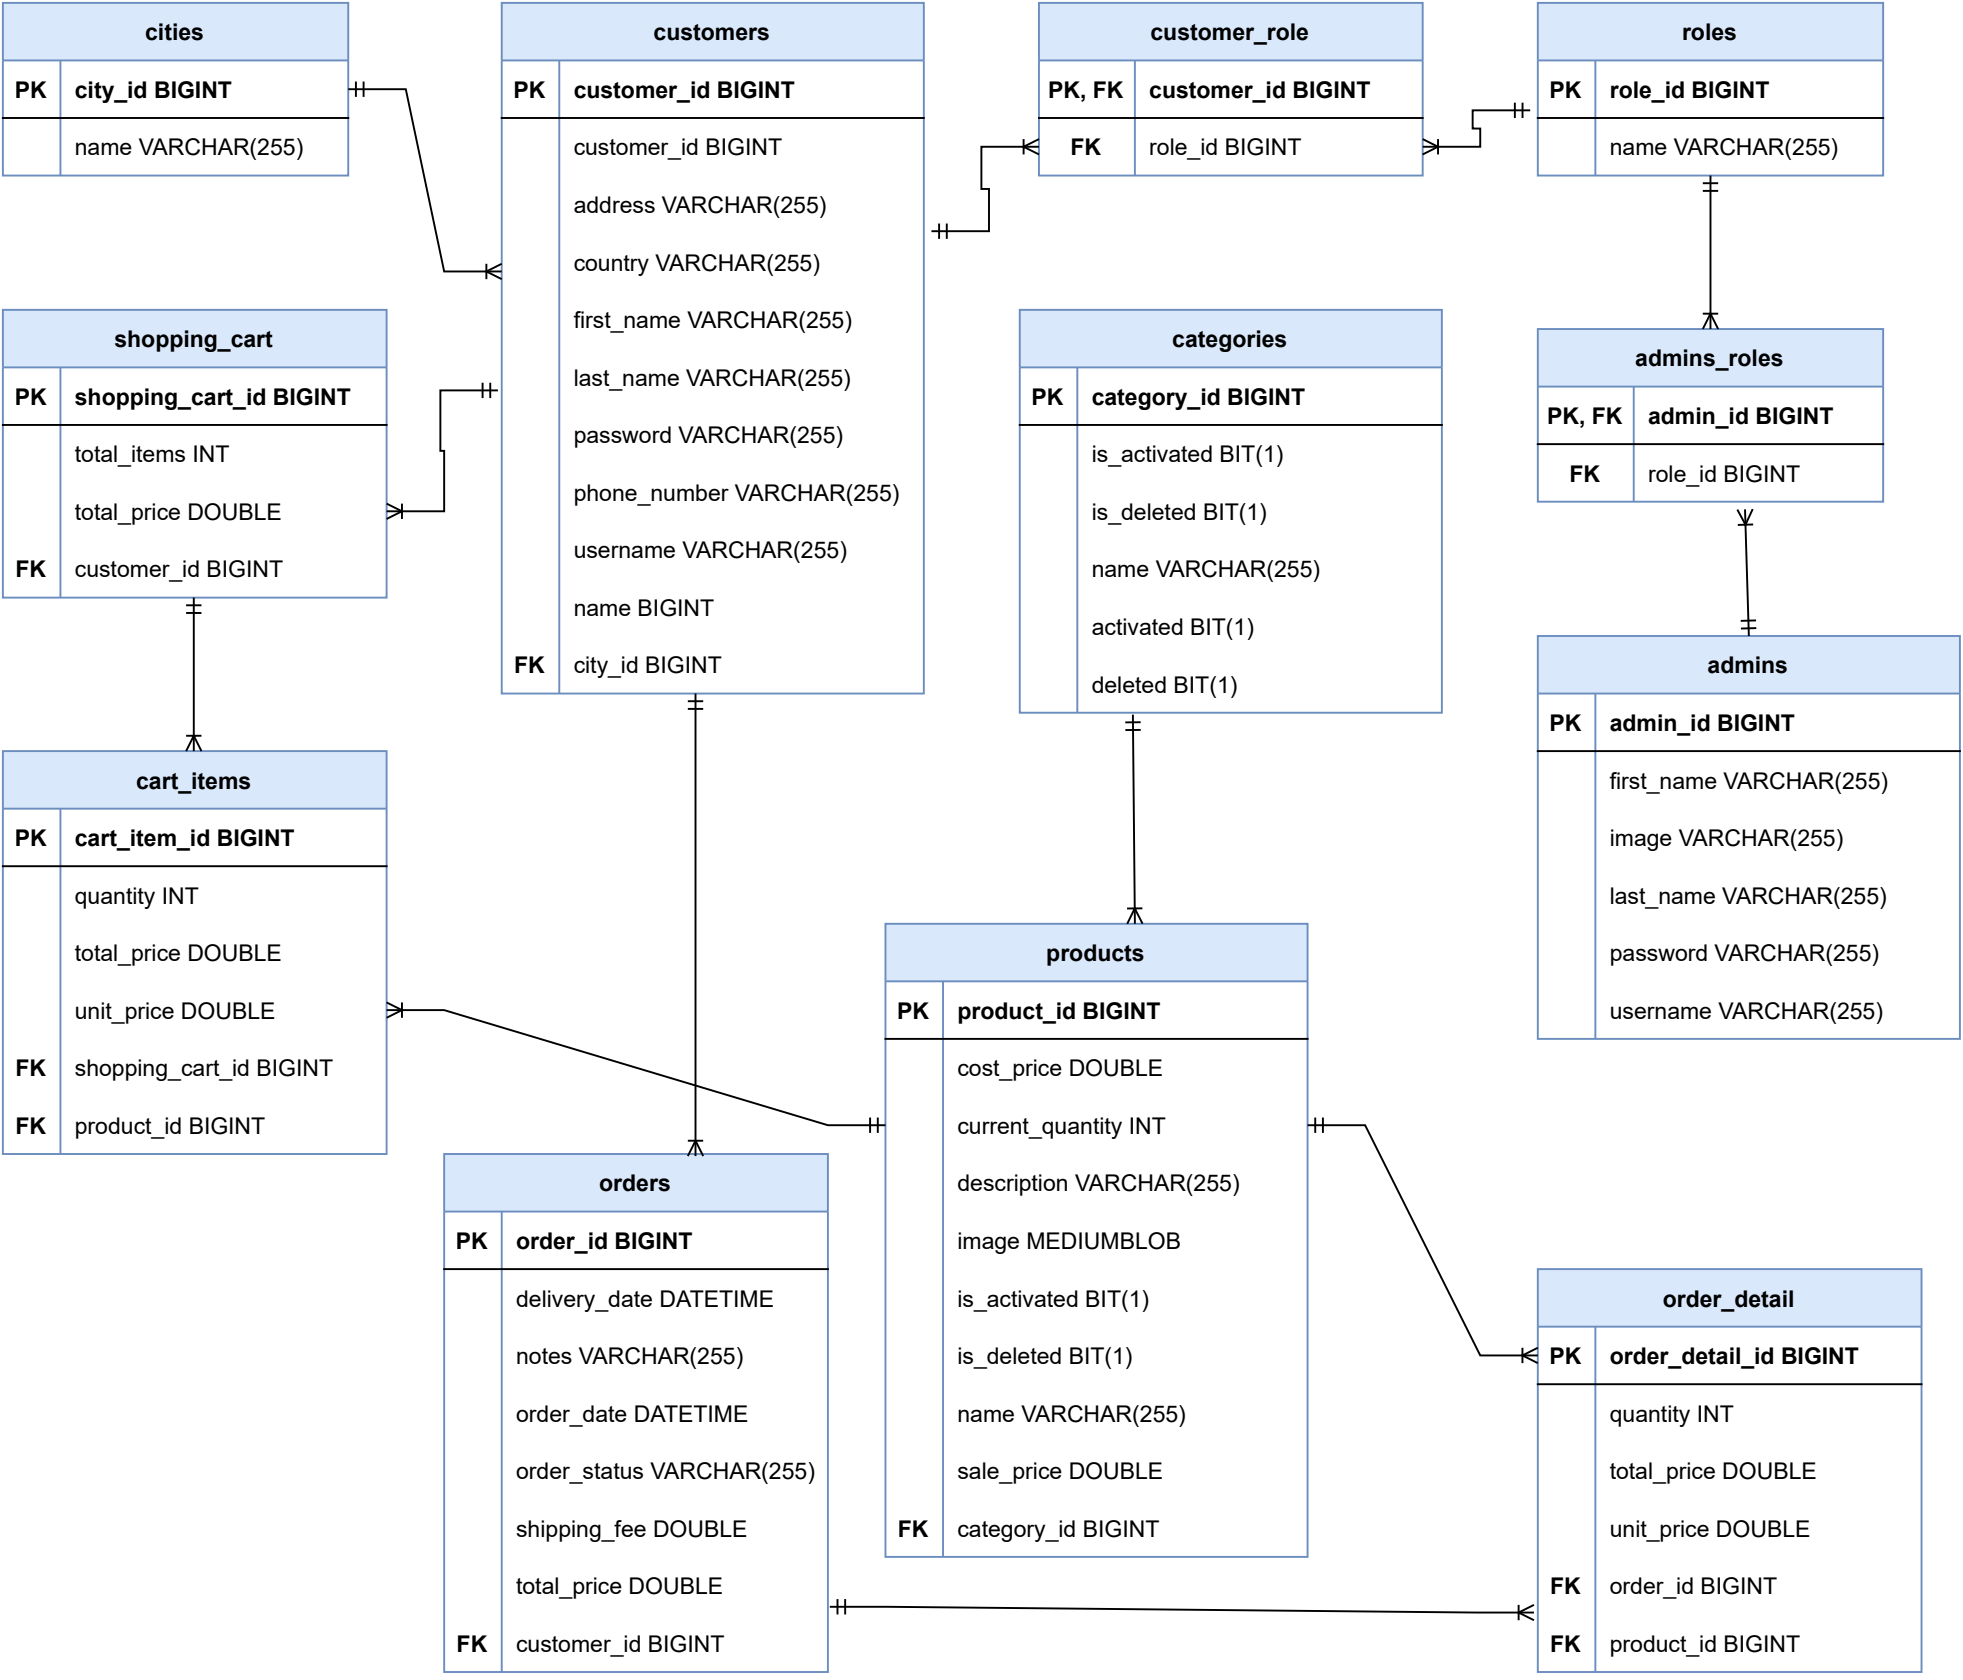 cities
PK city_id BIGINT
name VARCHAR(255)
customers
PK customer_id BIGINT
customer_id BIGINT
address VARCHAR(255)
country VARCHAR(255)
first_name VARCHAR(255)
last_name VARCHAR(255)
password VARCHAR(255)
phone_number VARCHAR(255)
username VARCHAR(255)
name BIGINT
FK city_id BIGINT
customer_role
PK, FK customer_id BIGINT
FK role_id BIGINT
roles
PK role_id BIGINT
name VARCHAR(255)
shopping_cart
PK shopping_cart_id BIGINT
total_items INT
total_price DOUBLE
FK customer_id BIGINT
categories
PK category_id BIGINT
is_activated BIT(1)
is_deleted BIT(1)
name VARCHAR(255)
activated BIT(1)
deleted BIT(1)
admins_roles
PK, FK admin_id BIGINT
FK role_id BIGINT
admins
PK admin_id BIGINT
first_name VARCHAR(255)
image VARCHAR(255)
last_name VARCHAR(255)
password VARCHAR(255)
username VARCHAR(255)
cart_items
PK cart_item_id BIGINT
quantity INT
total_price DOUBLE
unit_price DOUBLE
FK shopping_cart_id BIGINT
FK product_id BIGINT
products
PK product_id BIGINT
cost_price DOUBLE
current_quantity INT
description VARCHAR(255)
image MEDIUMBLOB
is_activated BIT(1)
is_deleted BIT(1)
name VARCHAR(255)
sale_price DOUBLE
FK category_id BIGINT
orders
PK order_id BIGINT
delivery_date DATETIME
notes VARCHAR(255)
order_date DATETIME
order_status VARCHAR(255)
shipping_fee DOUBLE
total_price DOUBLE
FK customer_id BIGINT
order_detail
PK order_detail_id BIGINT
quantity INT
total_price DOUBLE
unit_price DOUBLE
FK order_id BIGINT
FK product_id BIGINT